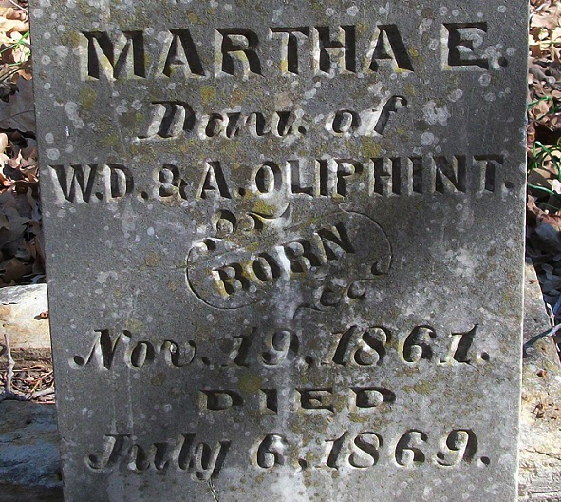 MARTHA E.
Dau. of
W.D. & A. OLIPHINT.
BORN
Nov. 19, 1861.
DIED
July 6, 1869.